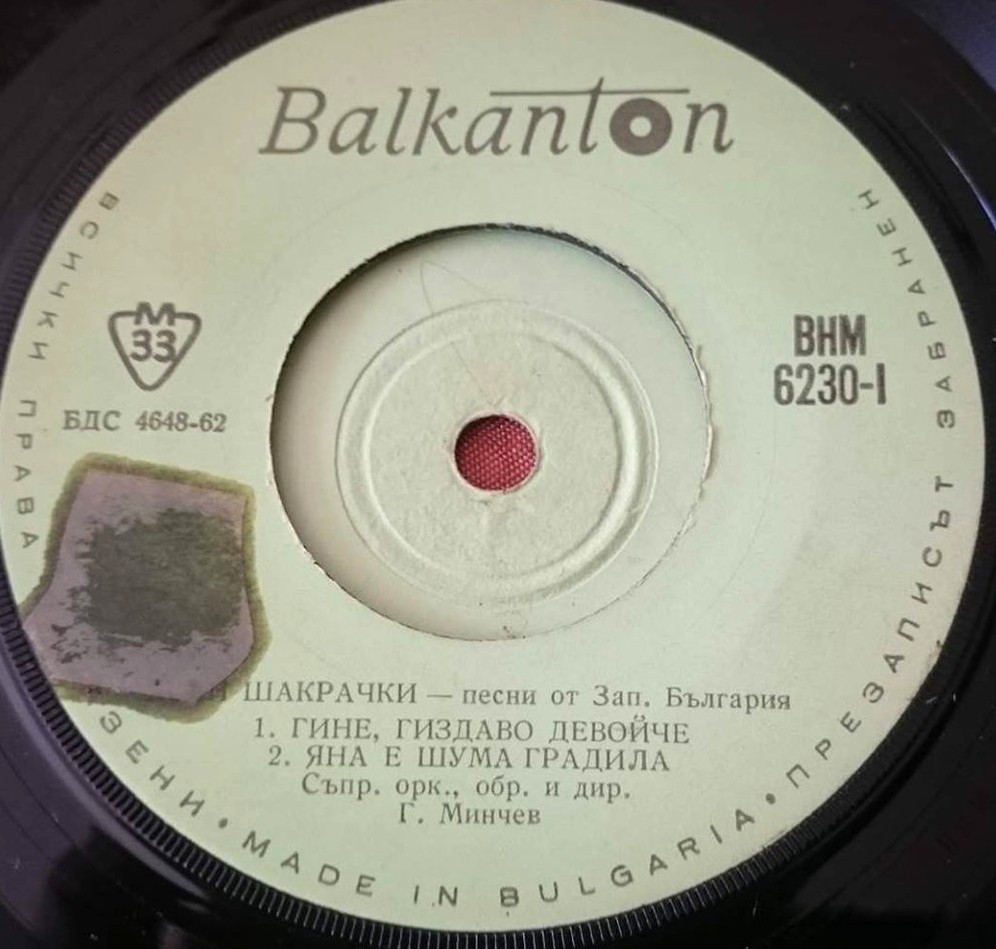 Balkanton
М
33
БДС 4648-62
ВНМ
6230-I
ШАКРАЧКИ — песни от Зап. България
1. ГИНЕ, ГИЗДАВО ДЕВОЙЧЕ
2. ЯНА Е ШУМА ГРАДИЛА
Съпр. орк., обр. и дир.
Г. Минчев
ВСИЧКИ ПРАВА ЗЕНИ • MADE IN BULGARIA • ПРЕЗАПИСЪТ ЗАБРАНЕН